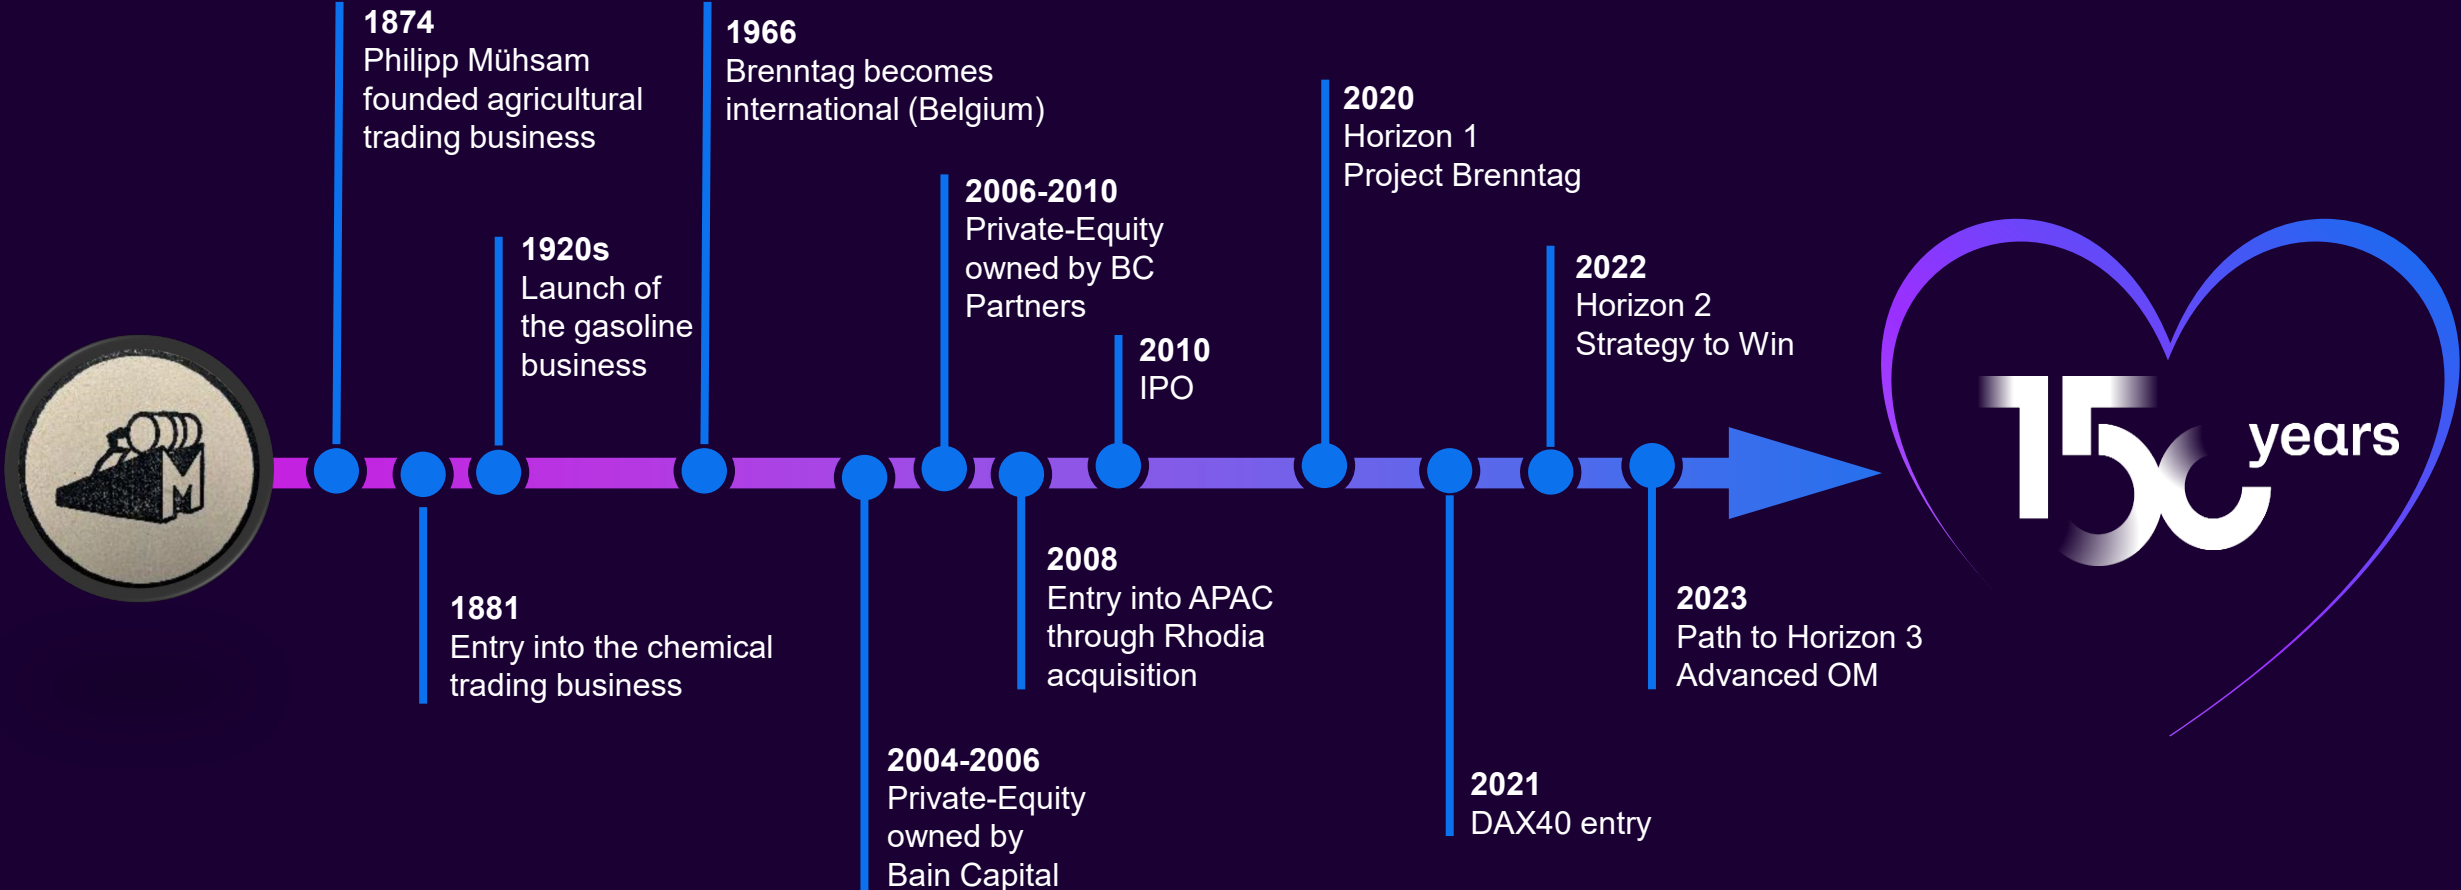 1874
Philipp Mühsam
founded agricultural
trading business
1966
Brenntag becomes
international (Belgium)
2020
Horizon 1
Project Brenntag
2006-2010
Private-Equity
owned by BC
Partners
1920s
Launch of
the gasoline
business
2022
Horizon 2
Strategy to Win
2010
IPO
M
150 years
1881
Entry into the chemical
trading business
2008
Entry into APAC
through Rhodia
acquisition
2023
Path to Horizon 3
Advanced OM
2004-2006
Private-Equity
owned by
Bain Capital
2021
DAX40 entry